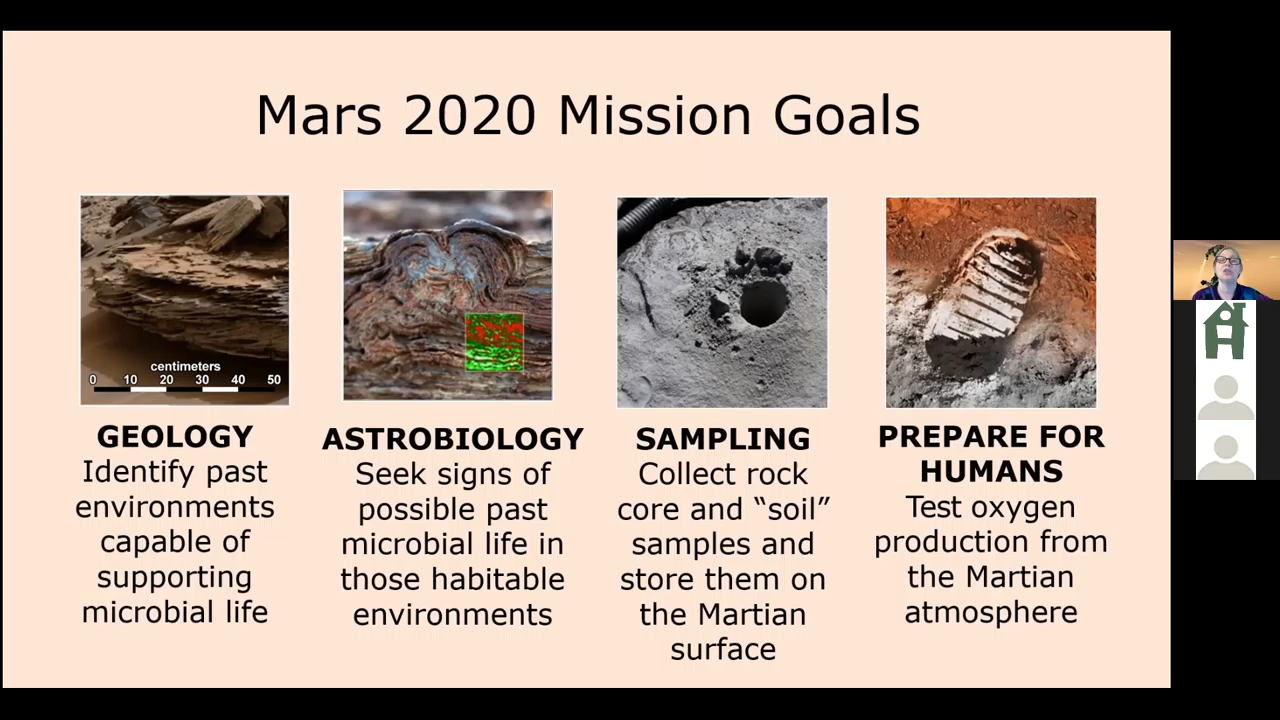 Mars 2020 Mission Goals
centimeters
0 10 20 30 40 50
GEOLOGY
Identify past
environments
capable of
supporting
microbial life
ASTROBIOLOGY
Seek signs of
possible past
microbial life in
those habitable
environments
SAMPLING
Collect rock
core and “soil”
samples and
store them on
the Martian
surface
PREPARE FOR
HUMANS
Test oxygen
production from
the Martian
atmosphere